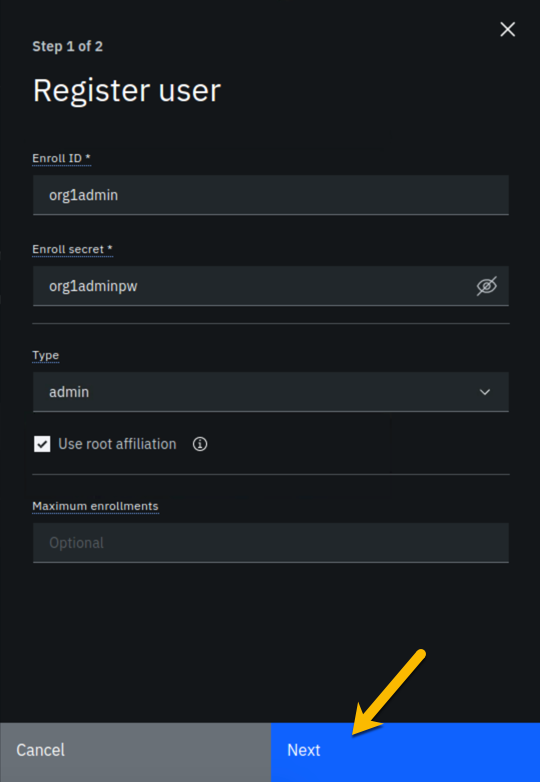 Step 1 of 2
Register user
Enroll ID *
org1admin
Enroll secret *
org1adminpw
Type
admin
Use root affiliation
Maximum enrollments
Optional
Cancel
Next